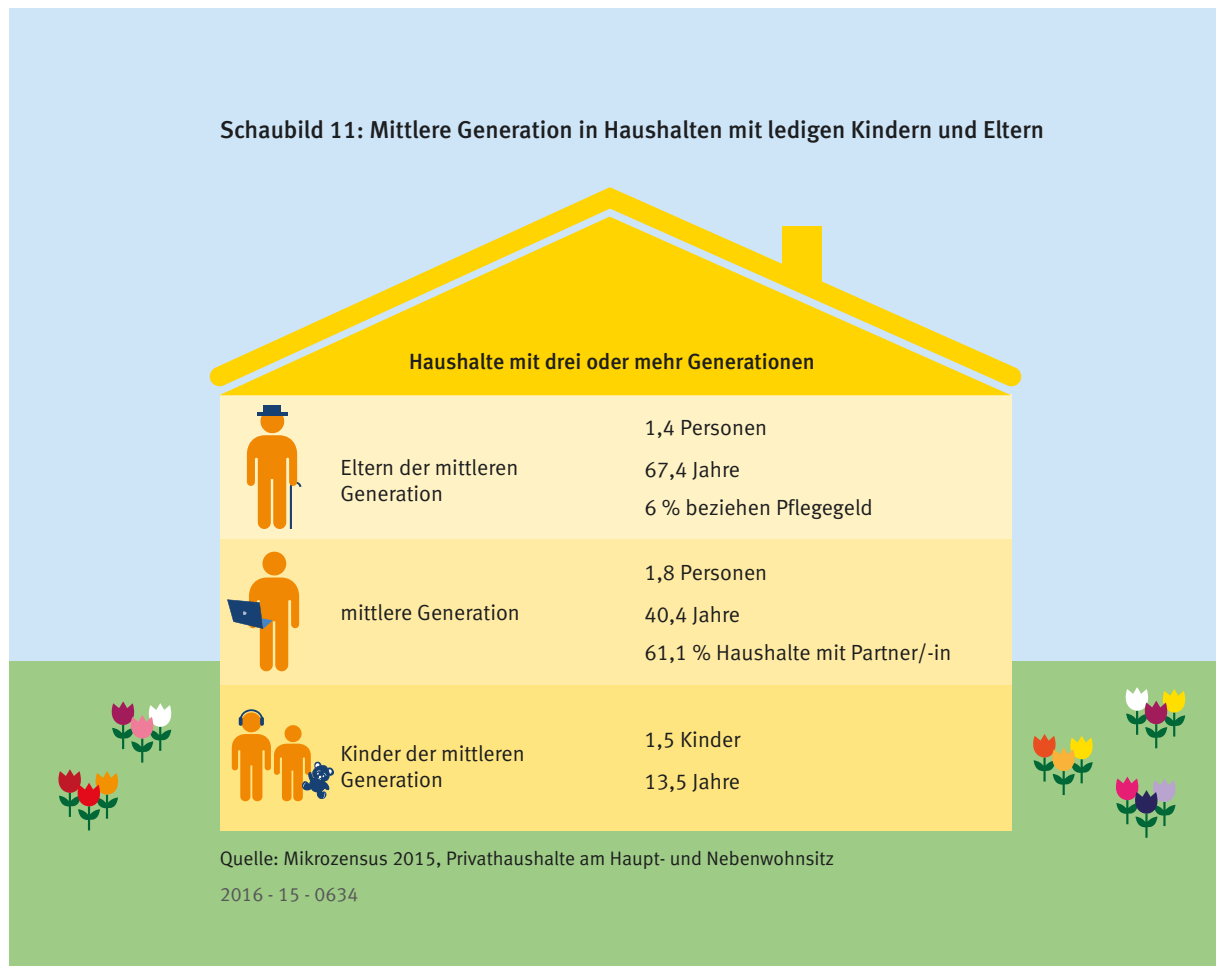 Schaubild 11: Mittlere Generation in Haushalten mit ledigen Kindern und Eltern
Haushalte mit drei oder mehr Generationen
Eltern der mittleren
Generation
1,4 Personen
67,4 Jahre
6 % beziehen Pflegegeld
mittlere Generation
1,8 Personen
40,4 Jahre
61,1 % Haushalte mit Partner/-in
Kinder der mittleren
Generation
1,5 Kinder
13,5 Jahre
Quelle: Mikrozensus 2015, Privathaushalte am Haupt- und Nebenwohnsitz
2016 - 15 - 0634